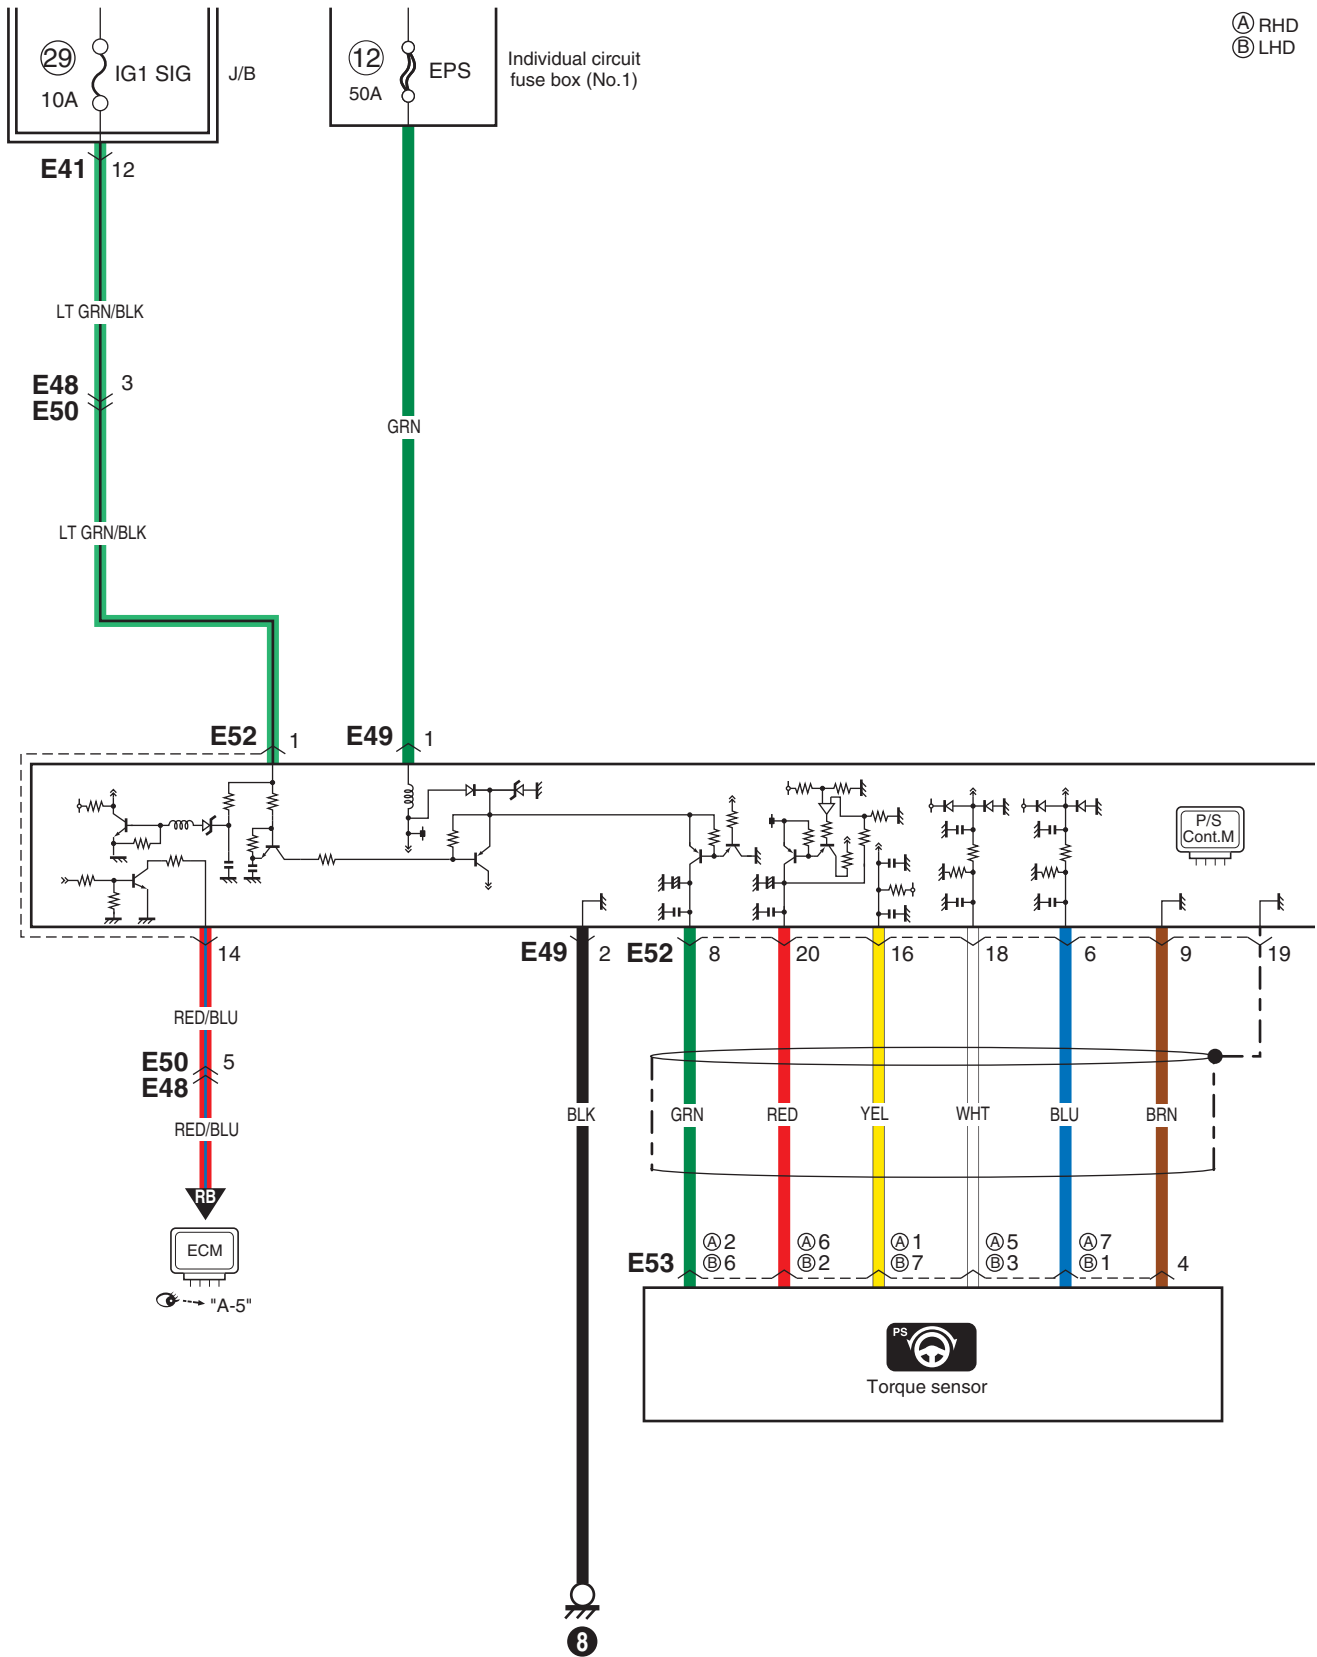 Ⓐ RHD
Ⓑ LHD
29
10A
IG1 SIG
J/B
12
50A
EPS
Individual circuit
fuse box (No.1)
E41
12
LT GRN/BLK
E48
3
E50
GRN
LT GRN/BLK
E52
1
E49
1
P/S
Cont.M
14
E49
2
E52
8
20
16
18
6
9
19
RED/BLU
E50
5
E48
RED/BLU
BLK
GRN
RED
YEL
WHT
BLU
BRN
RB
ECM
"A-5"
E53
Ⓐ2
Ⓑ6
Ⓐ6
Ⓑ2
Ⓐ1
Ⓑ7
Ⓐ5
Ⓑ3
Ⓐ7
Ⓑ1
4
PS
Torque sensor
8